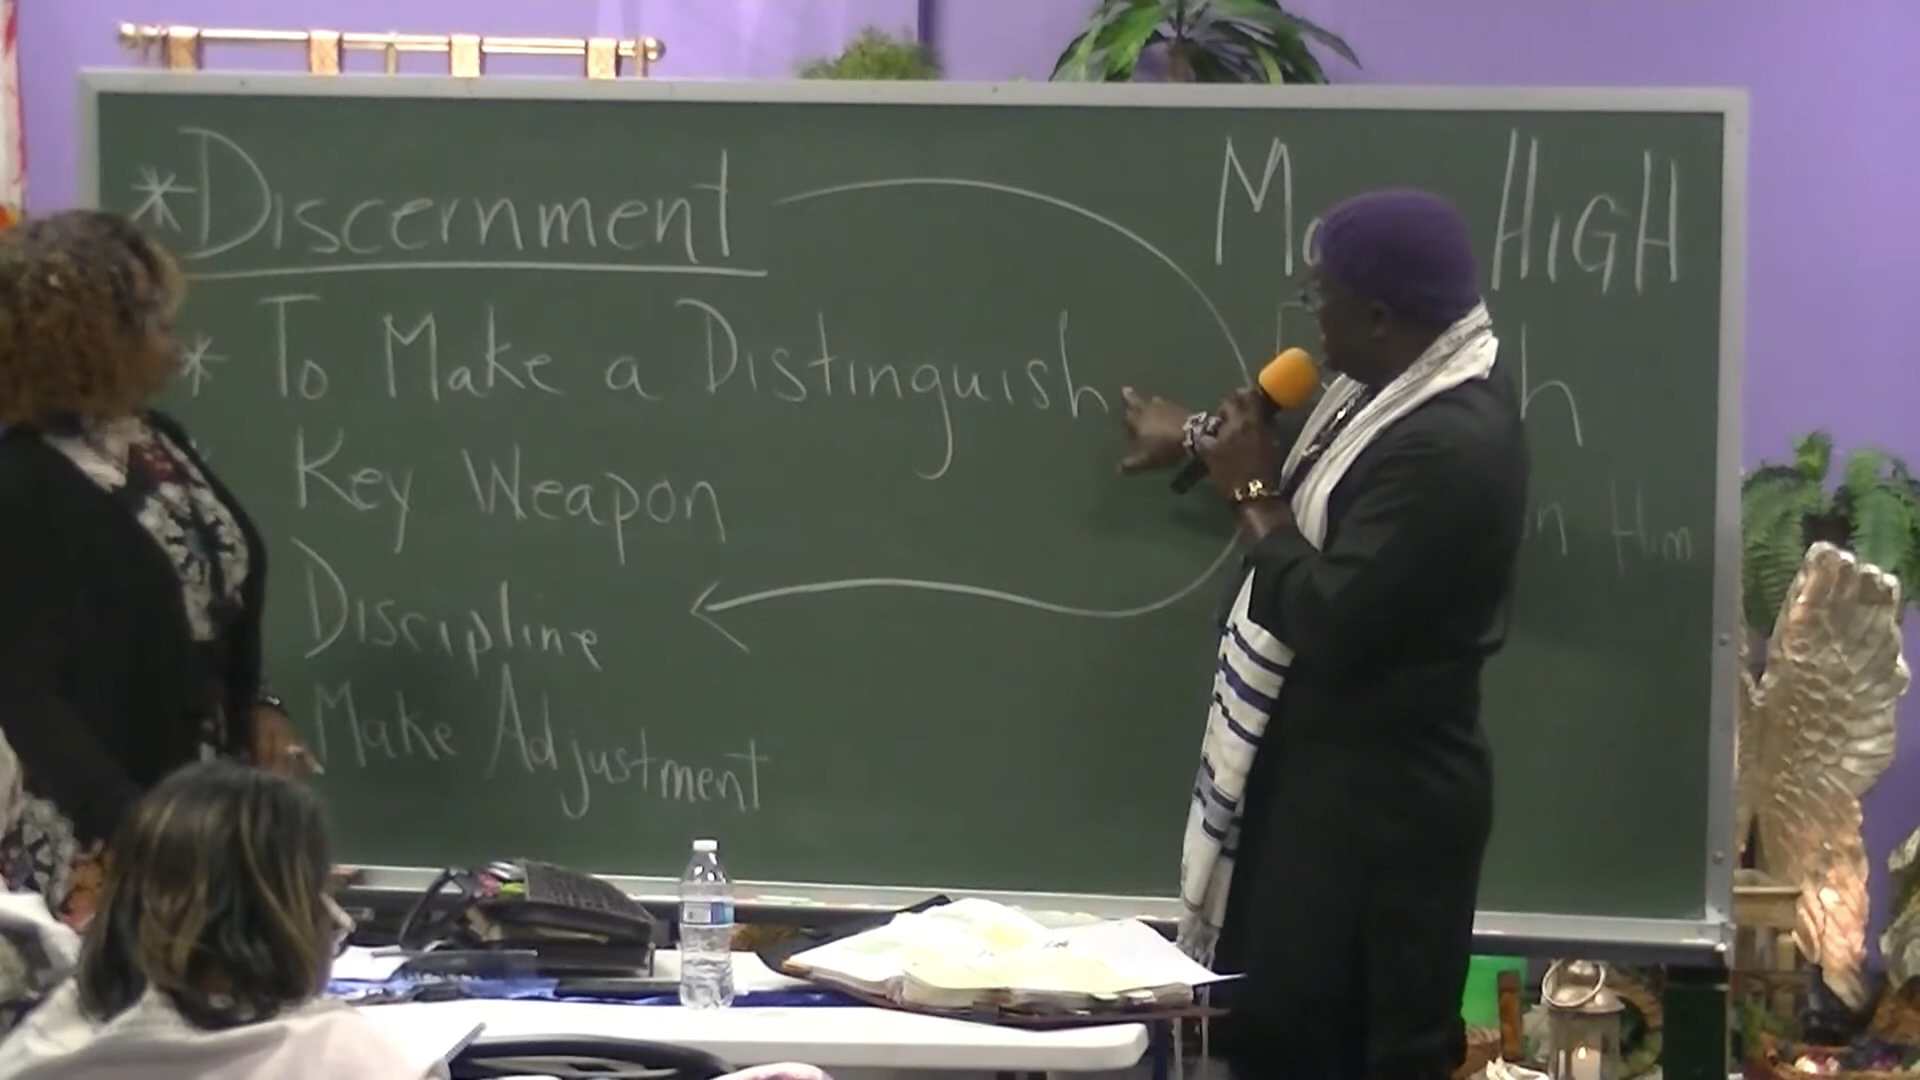 *Discernment
HIGH
* To Make a Distinguish
Key Weapon
Him
Discipline
Make Adjustment